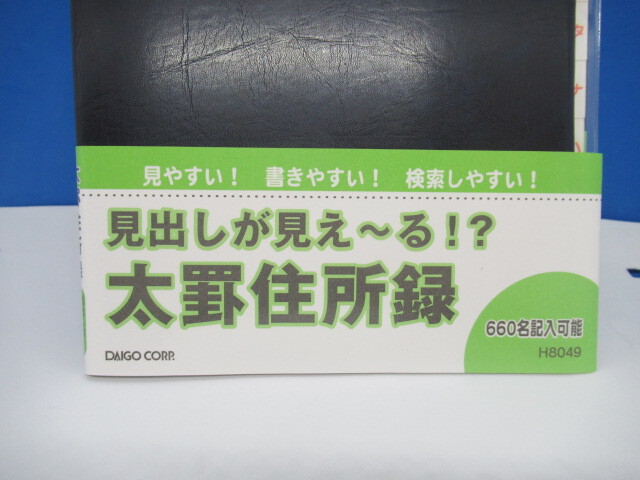 タ
ナ
見やすい! 書きやすい! 検索しやすい!
見出しが見え〜る!?
太罫住所録
660名記入可能
DAIGO CORP.
H8049